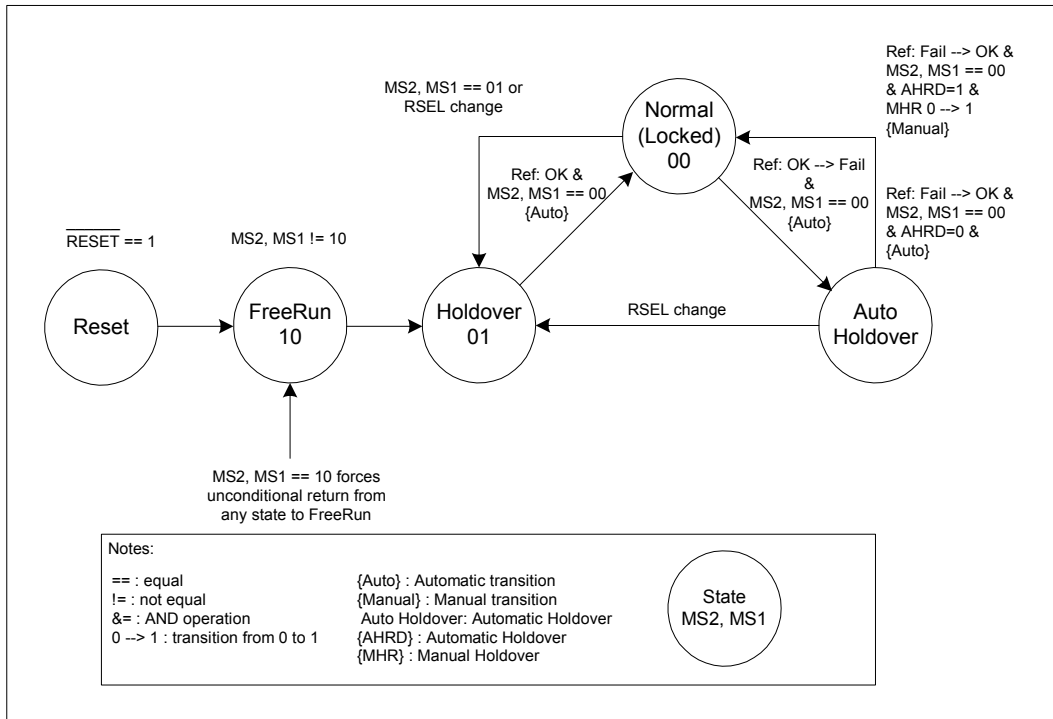 MS2, MS1 == 01 or
RSEL change
Normal
(Locked)
00
Ref: Fail --> OK &
MS2, MS1 == 00
& AHRD=1 &
MHR 0 --> 1
{Manual}
Ref: OK &
MS2, MS1 == 00
{Auto}
Ref: OK --> Fail
&
MS2, MS1 == 00
{Auto}
Ref: Fail --> OK &
MS2, MS1 == 00
& AHRD=0 &
{Auto}
RESET == 1
MS2, MS1 != 10
Reset
FreeRun
10
Holdover
01
RSEL change
Auto
Holdover
MS2, MS1 == 10 forces
unconditional return from
any state to FreeRun
Notes:
== : equal
!= : not equal
&= : AND operation
0 --> 1 : transition from 0 to 1
{Auto} : Automatic transition
{Manual} : Manual transition
Auto Holdover: Automatic Holdover
{AHRD} : Automatic Holdover
{MHR} : Manual Holdover
State
MS2, MS1